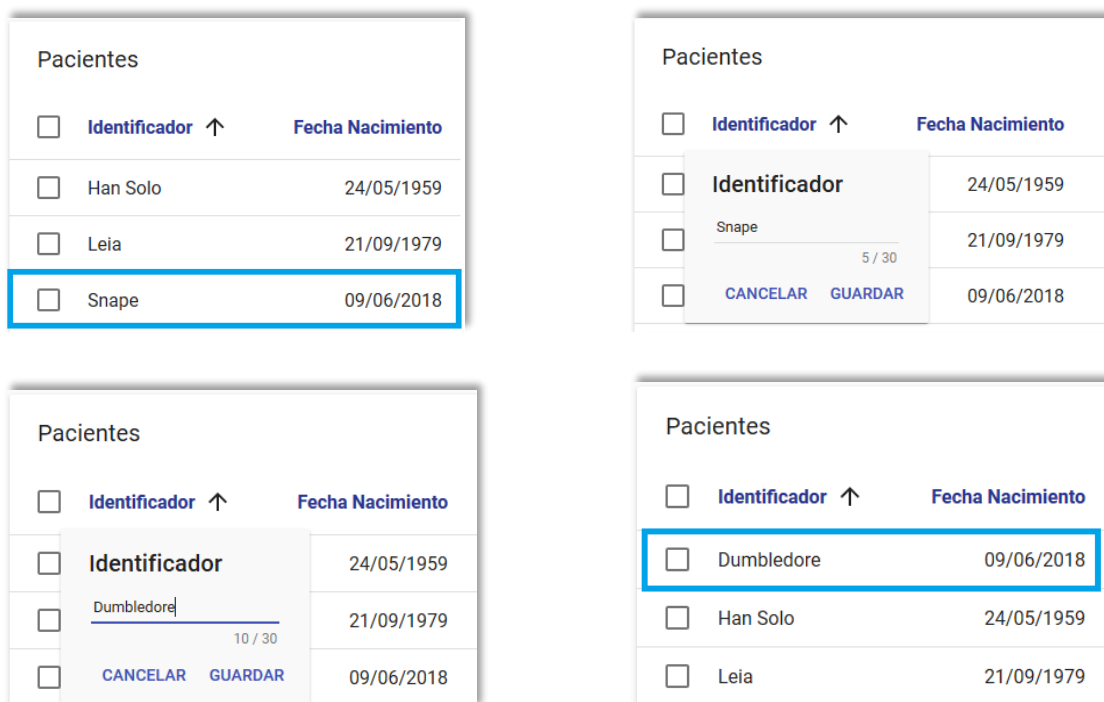 Pacientes
Identificador Fecha Nacimiento
Han Solo 24/05/1959
Leia 21/09/1979
Snape 09/06/2018
Pacientes
Identificador Fecha Nacimiento
Identificador 24/05/1959
Snape
21/09/1979
5 / 30
CANCELAR GUARDAR 09/06/2018
Pacientes
Identificador Fecha Nacimiento
Identificador 24/05/1959
Dumbledore
21/09/1979
10 / 30
CANCELAR GUARDAR 09/06/2018
Pacientes
Identificador Fecha Nacimiento
Dumbledore 09/06/2018
Han Solo 24/05/1959
Leia 21/09/1979